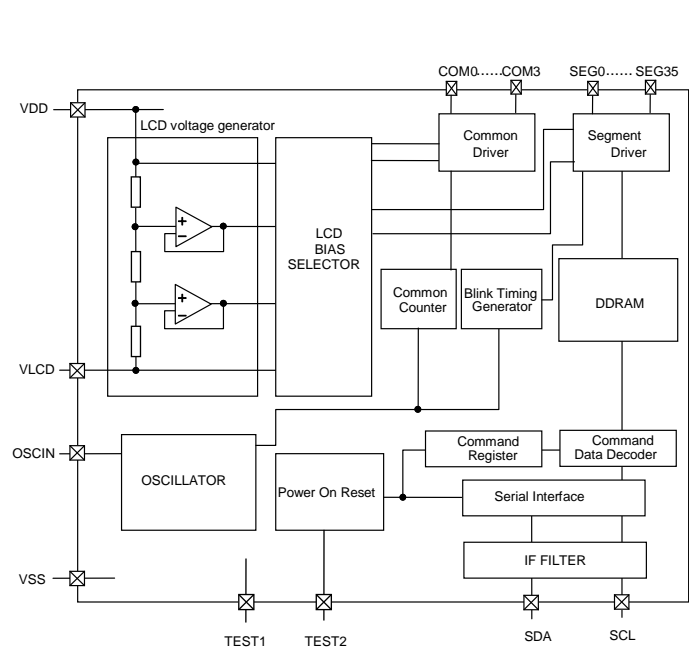 COM0......COM3 SEG0...... SEG35
VDD
LCD voltage generator
Common
Driver
Segment
Driver
+
−
LCD
BIAS
SELECTOR
Common
Counter
Blink Timing
Generator
DDRAM
+
−
VLCD
OSCIN
OSCILLATOR
Command
Register
Command
Data Decoder
Power On Reset
Serial Interface
IF FILTER
VSS
TEST1
TEST2
SDA
SCL